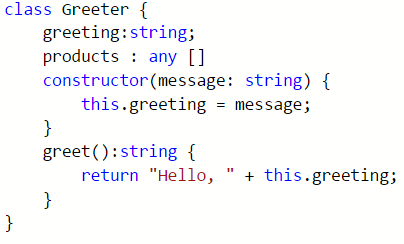 class Greeter {
    greeting:string;
    products : any []
    constructor(message: string) {
        this.greeting = message;
    }
    greet():string {
        return "Hello, " + this.greeting;
    }
}